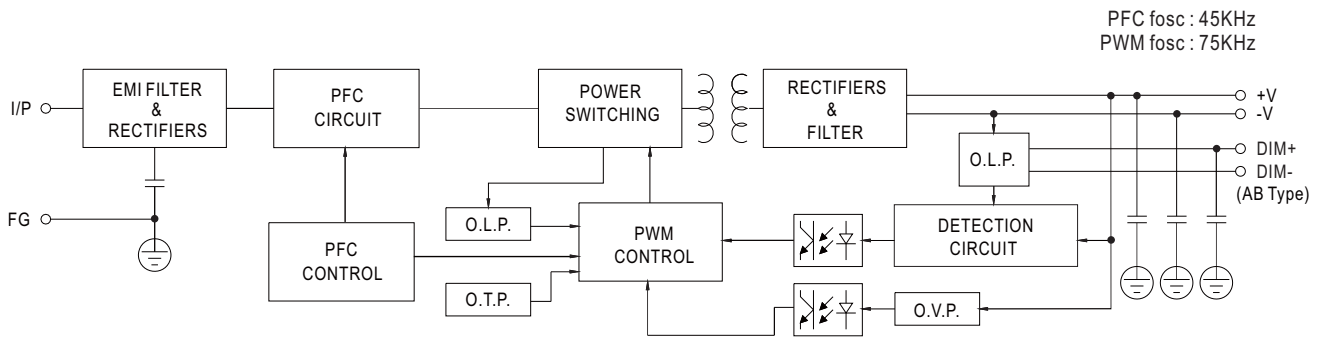 PFC fosc : 45KHz
PWM fosc : 75KHz
I/P
EMI FILTER
&
RECTIFIERS
PFC
CIRCUIT
POWER
SWITCHING
RECTIFIERS
&
FILTER
+V
-V
O.L.P.
DIM+
DIM-
(AB Type)
FG
O.L.P.
PWM
CONTROL
DETECTION
CIRCUIT
PFC
CONTROL
O.T.P.
O.V.P.